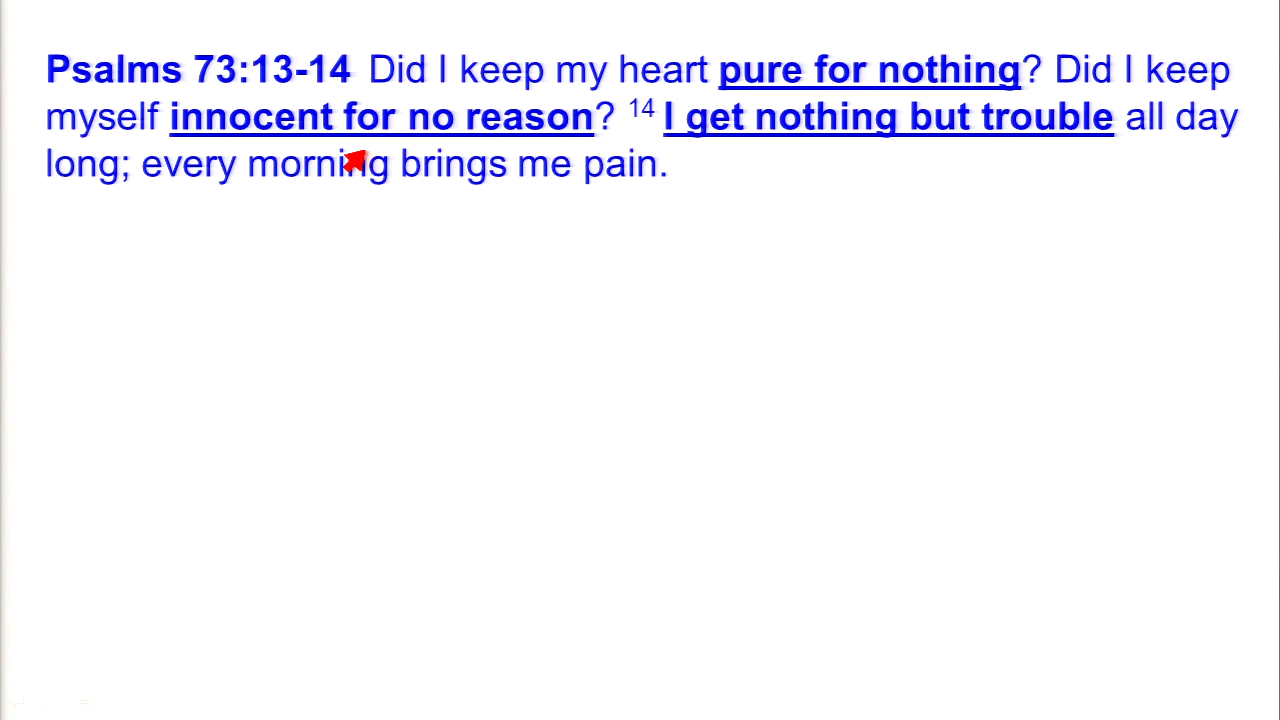 Psalms 73:13-14 Did I keep my heart pure for nothing? Did I keep
myself innocent for no reason? 14 I get nothing but trouble all day
long; every morning brings me pain.